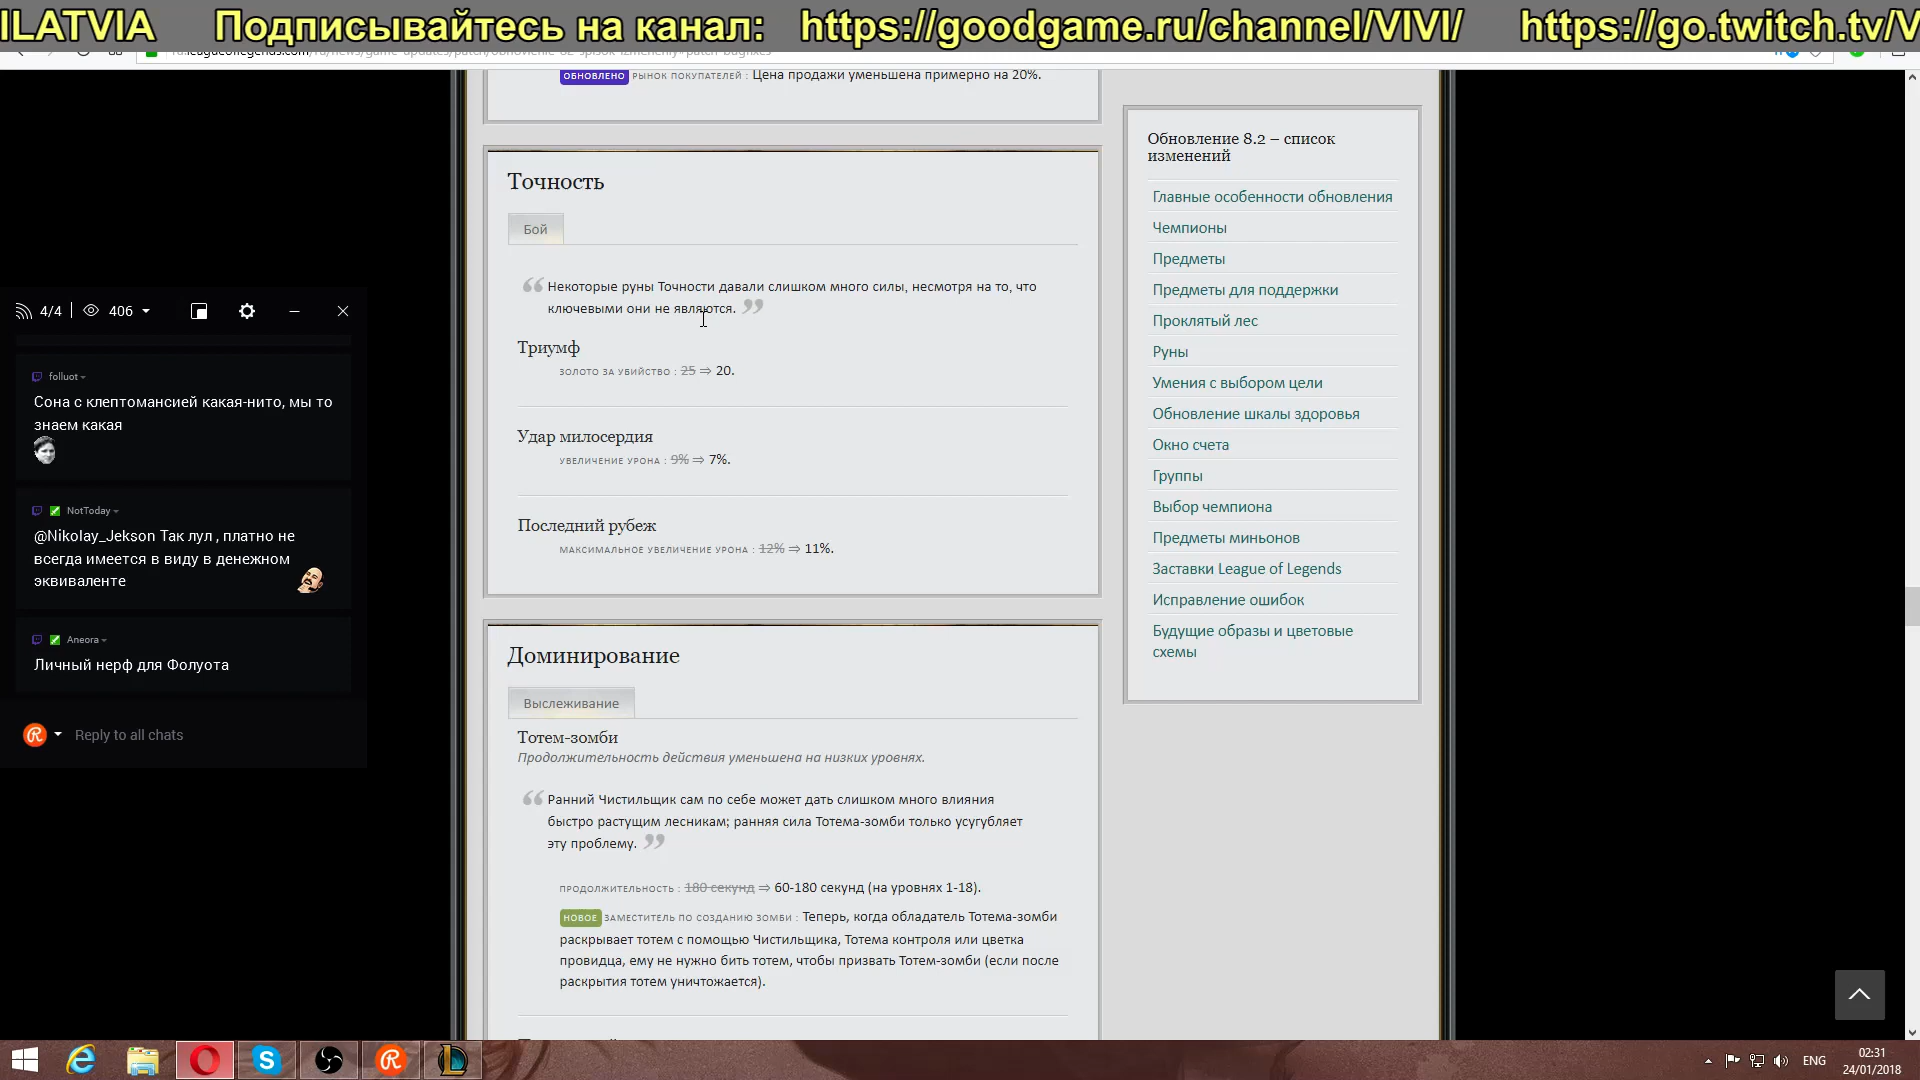 ILATVIA Подписывайтесь на канал: https://goodgame.ru/channel/VIVI/ https://go.twitch.tv/V
ОБНОВЛЕНО РЫНОК ПОКУПАТЕЛЕЙ : Цена продажи уменьшена примерно на 20%.
Точность
Бой
Некоторые руны Точности давали слишком много силы, несмотря на то, что
ключевыми они не являются.
Триумф
ЗОЛОТО ЗА УБИЙСТВО : 25 ⇒ 20.
Удар милосердия
УВЕЛИЧЕНИЕ УРОНА : 9% ⇒ 7%.
Последний рубеж
МАКСИМАЛЬНОЕ УВЕЛИЧЕНИЕ УРОНА : 12% ⇒ 11%.
Доминирование
Выслеживание
Тотем-зомби
Продолжительность действия уменьшена на низких уровнях.
Ранний Чистильщик сам по себе может дать слишком много влияния
быстро растущим лесникам; ранняя сила Тотема-зомби только усугубляет
эту проблему.
ПРОДОЛЖИТЕЛЬНОСТЬ : 180 секунд ⇒ 60-180 секунд (на уровнях 1-18).
НОВОЕ ЗАМЕСТИТЕЛЬ ПО СОЗДАНИЮ ЗОМБИ : Теперь, когда обладатель Тотема-зомби
раскрывает тотем с помощью Чистильщика, Тотема контроля или цветка
провидца, ему не нужно бить тотем, чтобы призвать Тотем-зомби (если после
раскрытия тотем уничтожается).
Обновление 8.2 – список
изменений
Главные особенности обновления
Чемпионы
Предметы
Предметы для поддержки
Проклятый лес
Руны
Умения с выбором цели
Обновление шкалы здоровья
Окно счета
Группы
Выбор чемпиона
Предметы миньонов
Заставки League of Legends
Исправление ошибок
Будущие образы и цветовые
схемы
4/4 406
folluot
Сона с клептомансией какая-нито, мы то
знаем какая
NotToday
@Nikolay_Jekson Так лул , платно не
всегда имеется в виду в денежном
эквиваленте
Aneora
Личный нерф для Фолуота
Reply to all chats
ENG
02:31
24/01/2018